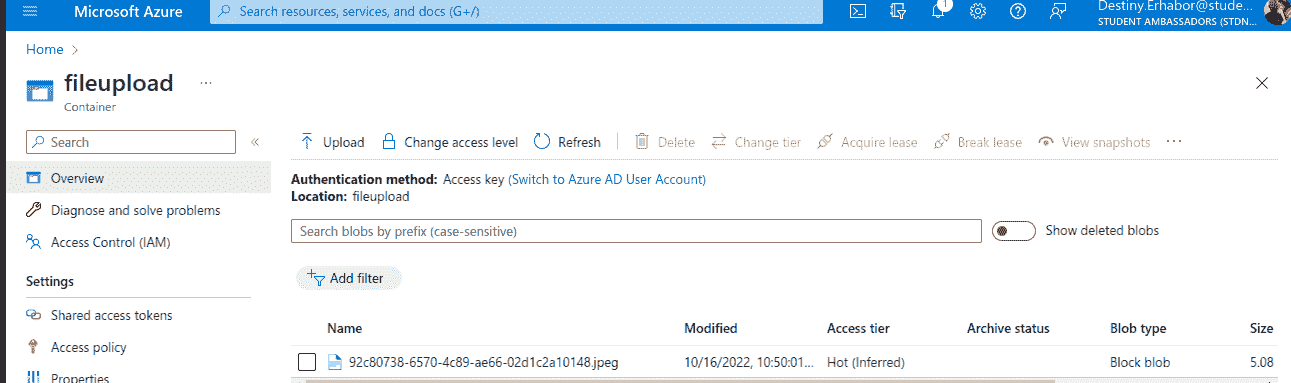 Microsoft Azure
Search resources, services, and docs (G+/)
1
Destiny.Erhabor@stude...
STUDENT AMBASSADORS (STDN...
Home >
fileupload ...
Container
Search
«
Upload Change access level Refresh Delete Change tier Acquire lease Break lease View snapshots ...
Overview
Diagnose and solve problems
Access Control (IAM)
Settings
Shared access tokens
Access policy
Properties
Authentication method: Access key (Switch to Azure AD User Account)
Location: fileupload
Search blobs by prefix (case-sensitive)
Show deleted blobs
Add filter
Name Modified Access tier Archive status Blob type Size
92c80738-6570-4c89-ae66-02d1c2a10148.jpeg 10/16/2022, 10:50:01... Hot (Inferred) Block blob 5.08